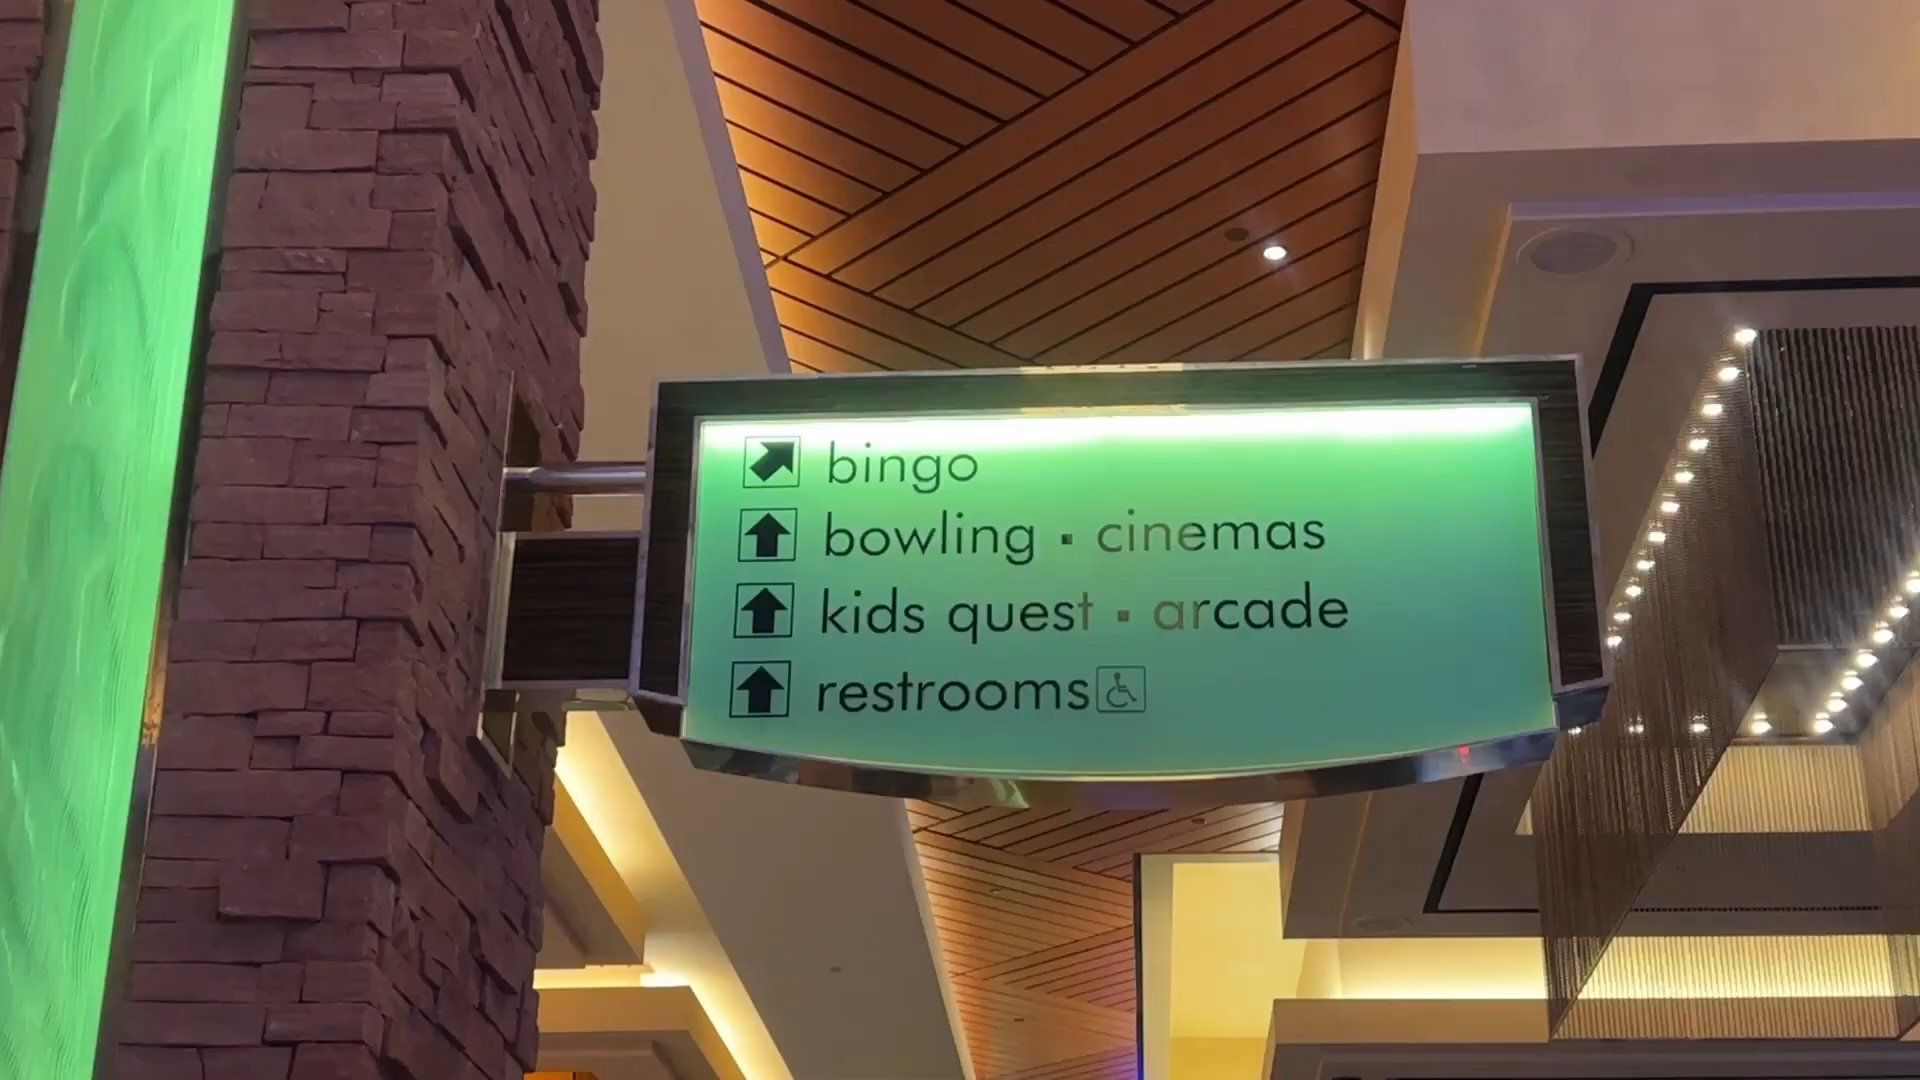 bingo
bowling ▪ cinemas
kids quest ▪ arcade
restrooms